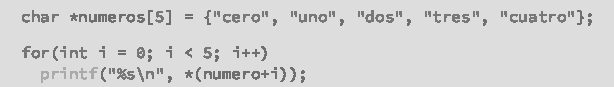 char *numeros[5] = {"cero", "uno", "dos", "tres", "cuatro"};
for(int i = 0; i < 5; i++)
printf("%s\n", *(numero+i));